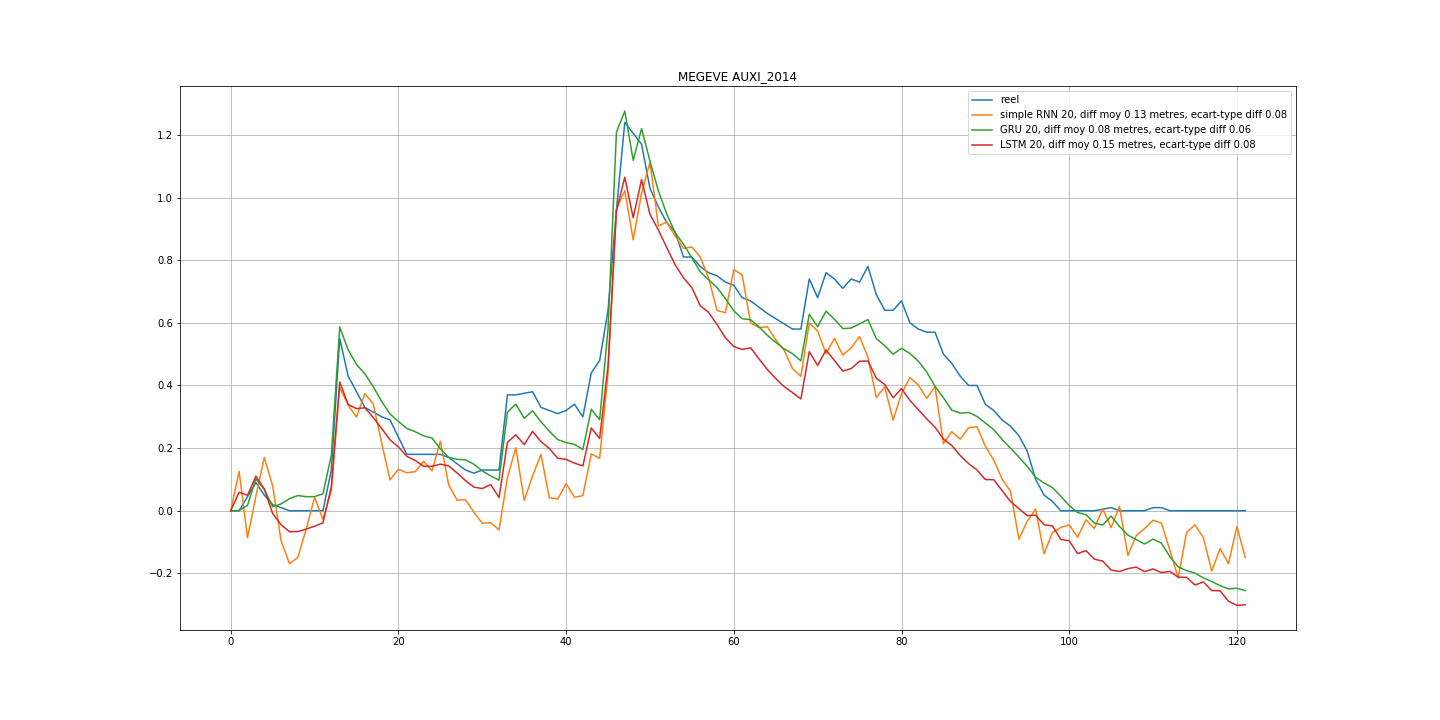 MEGEVE AUXI_2014
reel
simple RNN 20, diff moy 0.13 metres, ecart-type diff 0.08
GRU 20, diff moy 0.08 metres, ecart-type diff 0.06
LSTM 20, diff moy 0.15 metres, ecart-type diff 0.08
1.2
1.0
0.8
0.6
0.4
0.2
0.0
−0.2
0 20 40 60 80 100 120